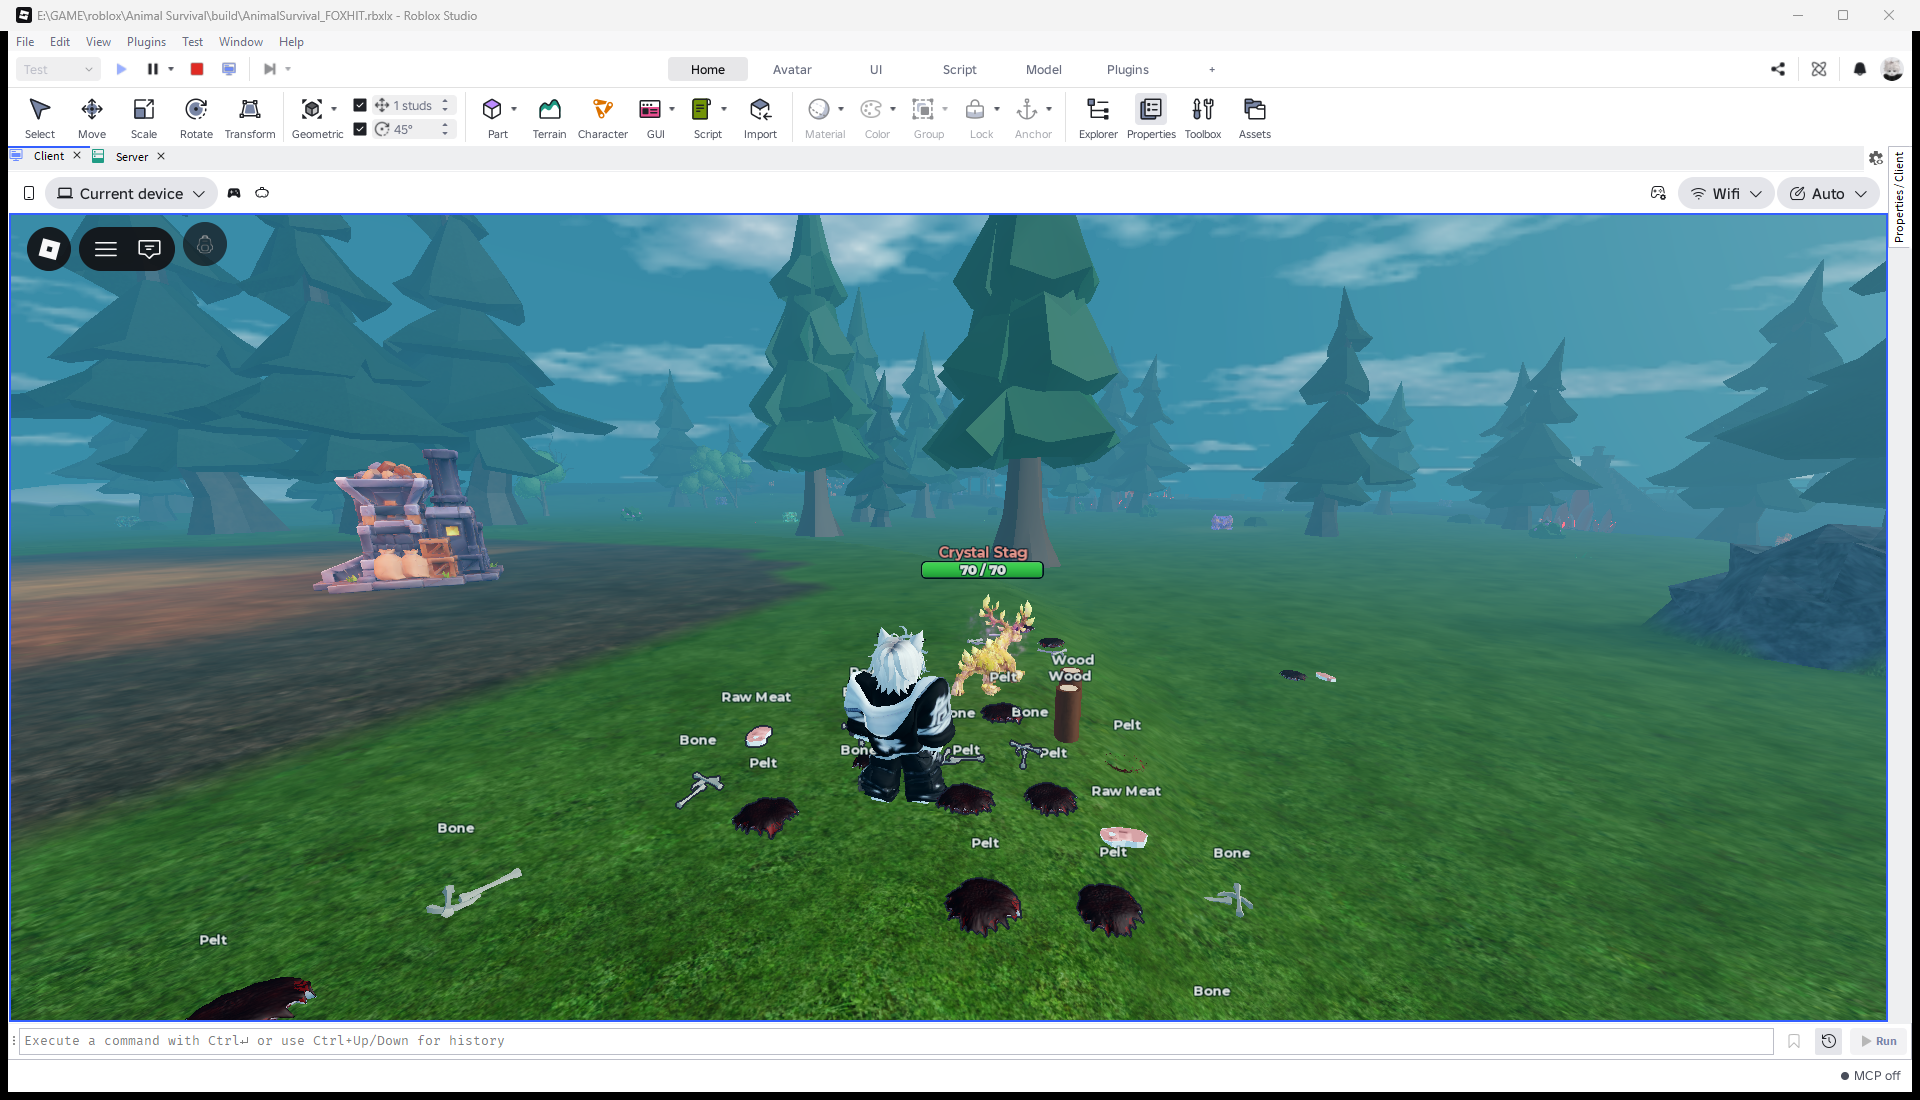 E:\GAME\roblox\Animal Survival\build\AnimalSurvival_FOXHIT.rbxlx - Roblox Studio
File Edit View Plugins Test Window Help
Test
Home Avatar UI Script Model Plugins +
Select Move Scale Rotate Transform Geometric 1 studs 45° Part Terrain Character GUI Script Import Material Color Group Lock Anchor Explorer Properties Toolbox Assets
Client Server
Current device
Wifi
Auto
Properties / Client
Crystal Stag
70 / 70
Wood
Wood
Pelt
Raw Meat
Bone
Bone
Pelt
Bone
Pelt
Pelt
Bone
Pelt
Raw Meat
Bone
Pelt
Pelt
Bone
Pelt
Bone
Execute a command with Ctrl↵ or use Ctrl+Up/Down for history
Run
MCP off